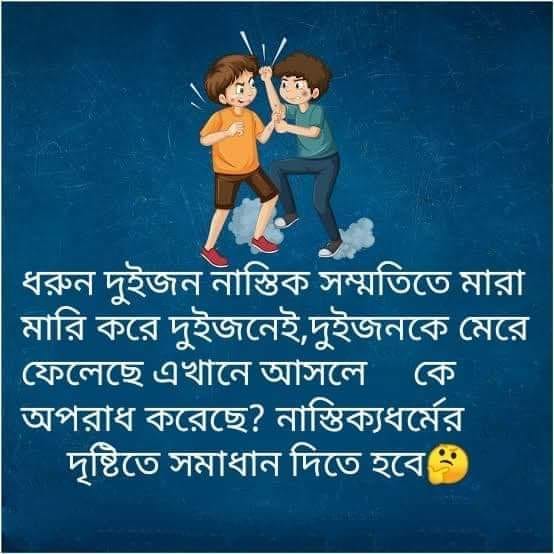 ধরুন দুইজন নাস্তিক সম্মতিতে মারা
মারি করে দুইজনেই,দুইজনকে মেরে
ফেলেছে এখানে আসলে কে
অপরাধ করেছে? নাস্তিক্যধর্মের
দৃষ্টিতে সমাধান দিতে হবে🤔